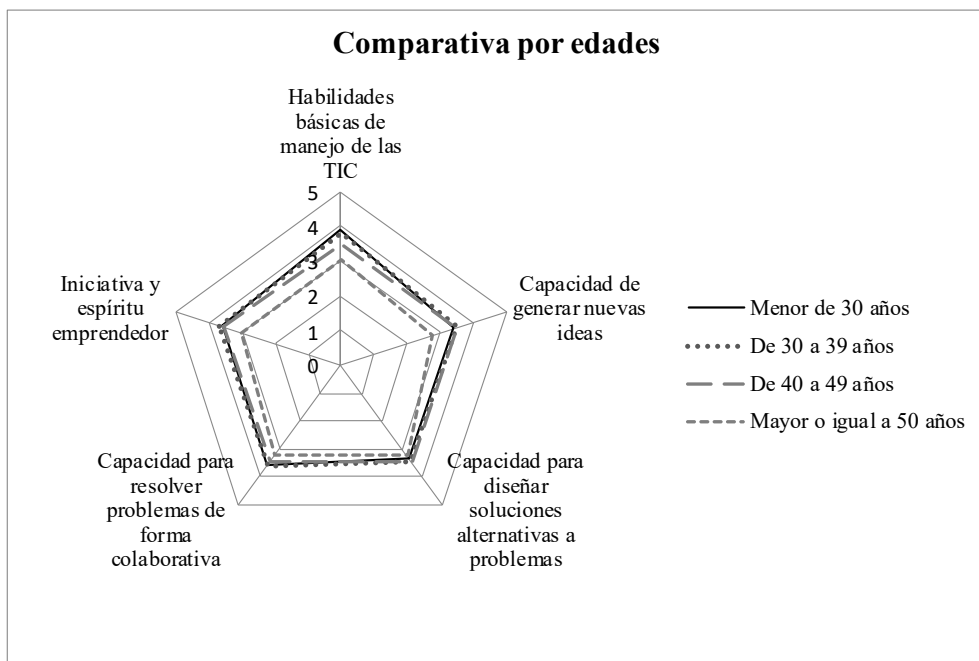 Comparativa por edades
Habilidades
básicas de
manejo de las
TIC
5
4
3
2
1
0
Capacidad de
generar nuevas
ideas
Capacidad para
diseñar
soluciones
alternativas a
problemas
Capacidad para
resolver
problemas de
forma
colaborativa
Iniciativa y
espíritu
emprendedor
Menor de 30 años
De 30 a 39 años
De 40 a 49 años
Mayor o igual a 50 años